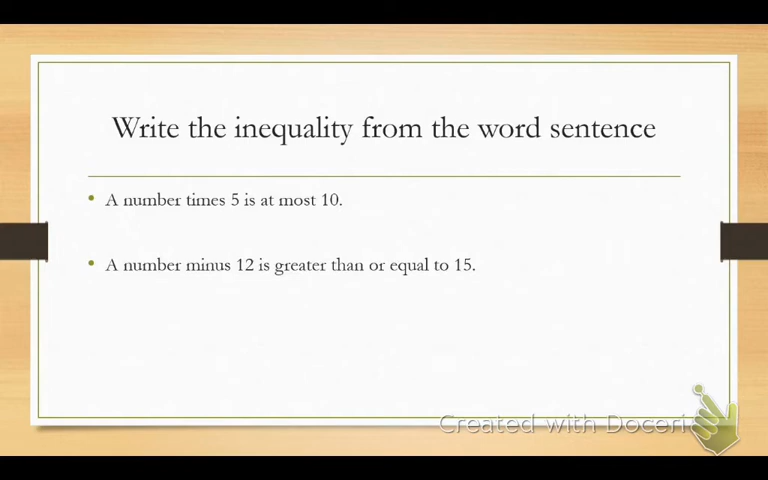 Write the inequality from the word sentence
• A number times 5 is at most 10.
• A number minus 12 is greater than or equal to 15.
Created with Doceri